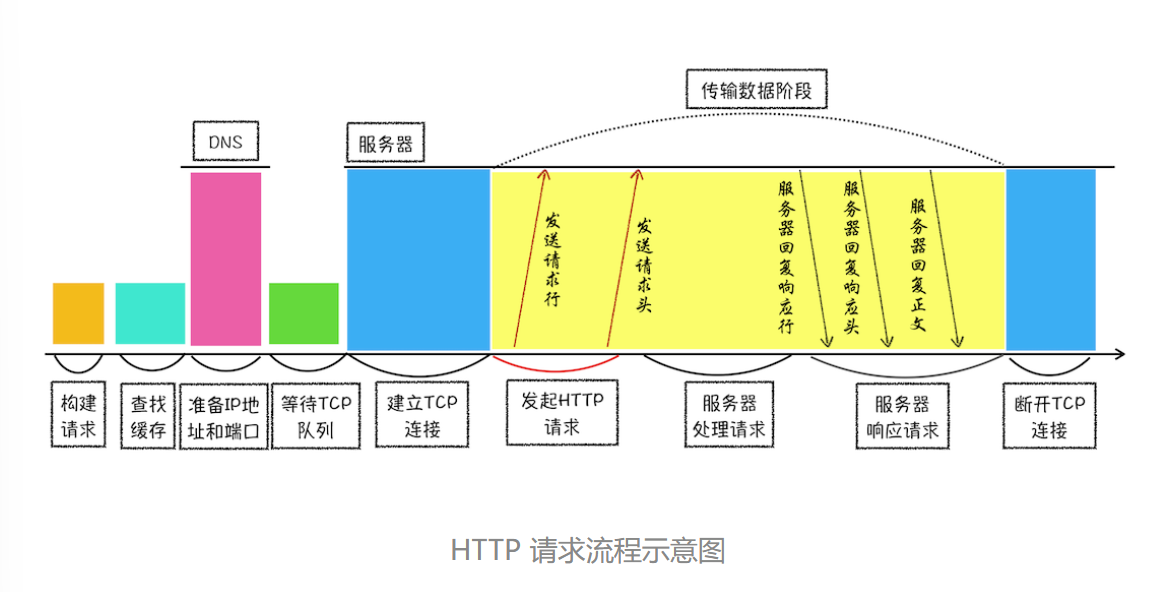 传输数据阶段
DNS
服务器
发送请求行
发送请求头
服务器回复响应行
服务器回复响应头
服务器回复正文
构建
请求
查找
缓存
准备IP地
址和端口
等待TCP
队列
建立TCP
连接
发起HTTP
请求
服务器
处理请求
服务器
响应请求
断开TCP
连接
HTTP 请求流程示意图